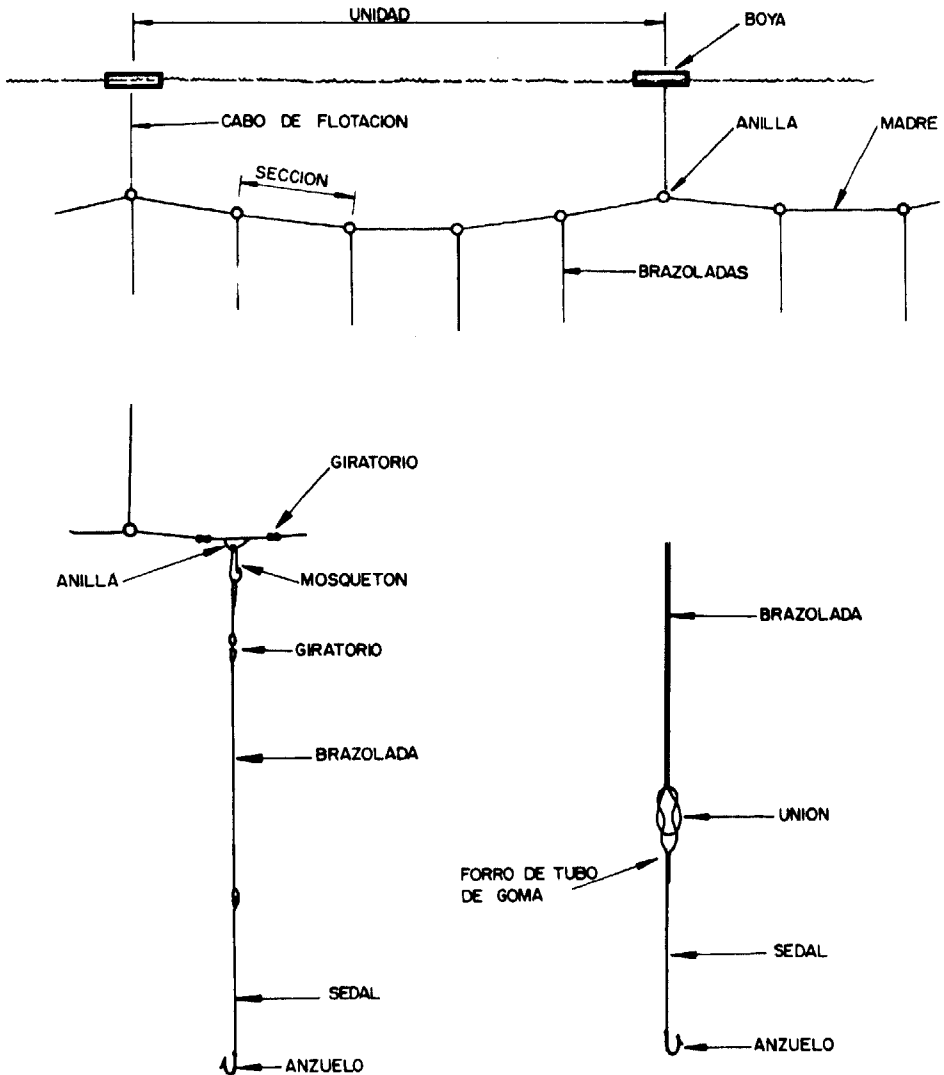 UNIDAD
BOYA
CABO DE FLOTACION
ANILLA
MADRE
SECCION
BRAZOLADAS
GIRATORIO
ANILLA
MOSQUETON
GIRATORIO
BRAZOLADA
SEDAL
ANZUELO
BRAZOLADA
UNION
FORRO DE TUBO
DE GOMA
SEDAL
ANZUELO